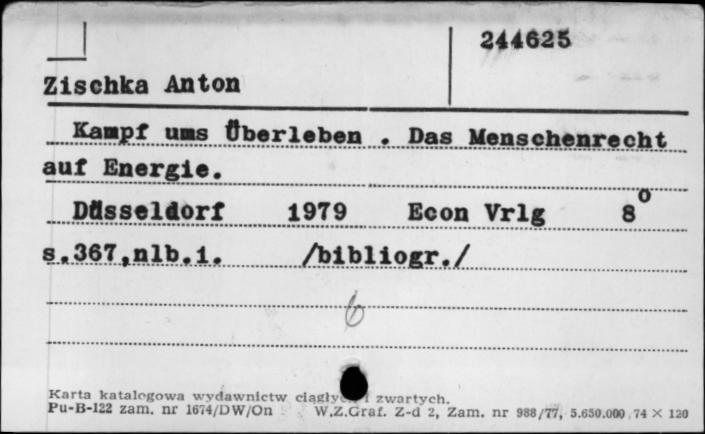 244625
Zischka Anton
Kampf ums Überleben . Das Menschenrecht
auf Energie.
Düsseldorf 1979 Econ Vrlg 8⁰
s.367,nlb.1. /bibliogr./
6
Karta katalogowa wydawnictw i zwartych.
Pu-B-122 zam. nr 1674/DW/On W.Z.Graf. Z-d 2, Zam. nr 988/77, 5.650.000 74 × 120